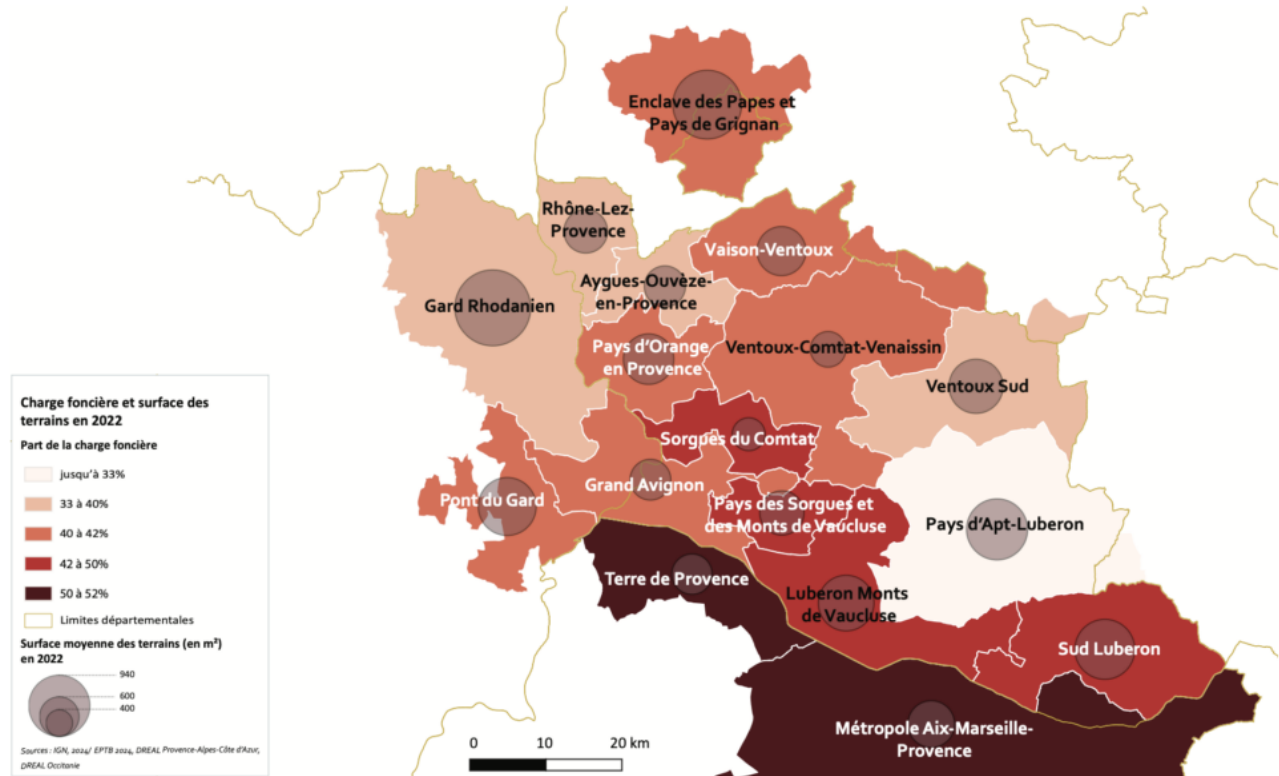 Enclave des Papes et
Pays de Grignan
Rhône-Lez-
Provence
Vaison-Ventoux
Aygues-Ouvèze-
en-Provence
Gard Rhodanien
Pays d'Orange
en Provence
Ventoux-Comtat-Venaissin
Ventoux Sud
Sorgues du Comtat
Grand Avignon
Pont du Gard
Pays des Sorgues et
des Monts de Vaucluse
Pays d'Apt-Luberon
Terre de Provence
Luberon Monts
de Vaucluse
Sud Luberon
Métropole Aix-Marseille-
Provence
Charge foncière et surface des
terrains en 2022
Part de la charge foncière
jusqu'à 33%
33 à 40%
40 à 42%
42 à 50%
50 à 52%
Limites départementales
Surface moyenne des terrains (en m²)
en 2022
940
600
400
Sources : IGN, 2024/ EPTB 2024, DREAL Provence-Alpes-Côte d'Azur,
DREAL Occitanie
0 10 20 km